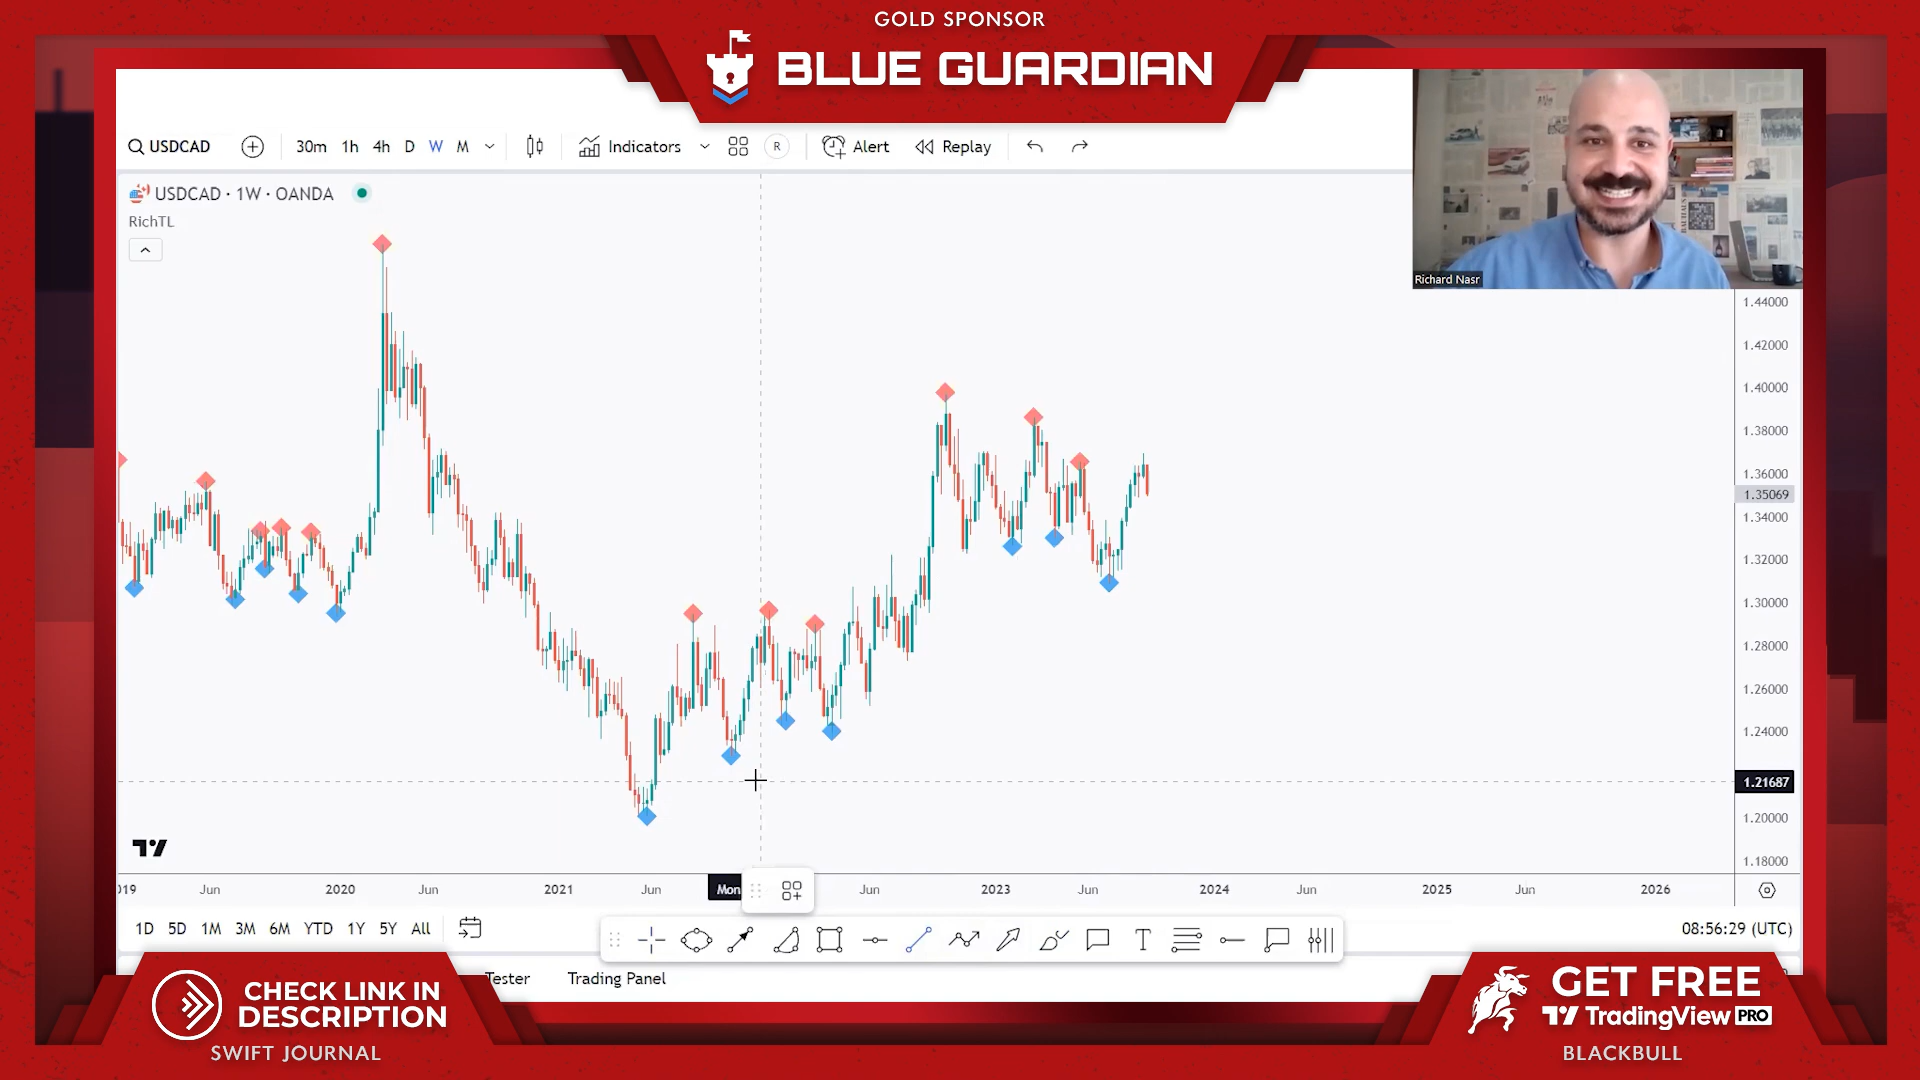 GOLD SPONSOR
BLUE GUARDIAN
USDCAD
30m 1h 4h D W M
Indicators
R
Alert
Replay
USDCAD · 1W · OANDA
RichTL
Richard Nasr
BAUHAUS
1.44000
1.42000
1.40000
1.38000
1.36000
1.35069
1.34000
1.32000
1.30000
1.28000
1.26000
1.24000
1.21687
1.20000
1.18000
2019 Jun 2020 Jun 2021 Jun Mon Jun 2023 Jun 2024 Jun 2025 Jun 2026
1D 5D 1M 3M 6M YTD 1Y 5Y All
08:56:29 (UTC)
Tester
Trading Panel
CHECK LINK IN
DESCRIPTION
SWIFT JOURNAL
GET FREE
TradingView PRO
BLACKBULL